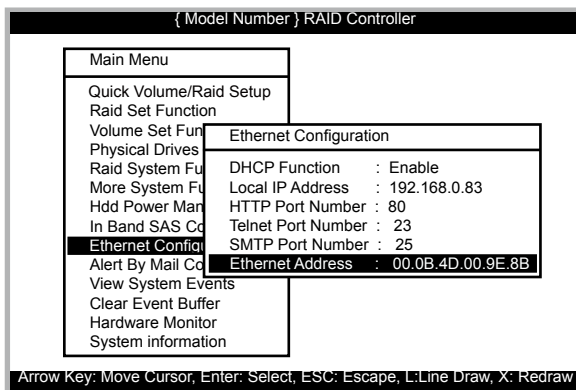 { Model Number } RAID Controller
Main Menu
Quick Volume/Raid Setup
Raid Set Function
Volume Set Fun
Physical Drives
Raid System Fu
More System Fu
Hdd Power Man
In Band SAS Co
Ethernet Configu
Alert By Mail Co
View System Events
Clear Event Buffer
Hardware Monitor
System information
Ethernet Configuration
DHCP Function : Enable
Local IP Address : 192.168.0.83
HTTP Port Number : 80
Telnet Port Number : 23
SMTP Port Number : 25
Ethernet Address : 00.0B.4D.00.9E.8B
Arrow Key: Move Cursor, Enter: Select, ESC: Escape, L:Line Draw, X: Redraw